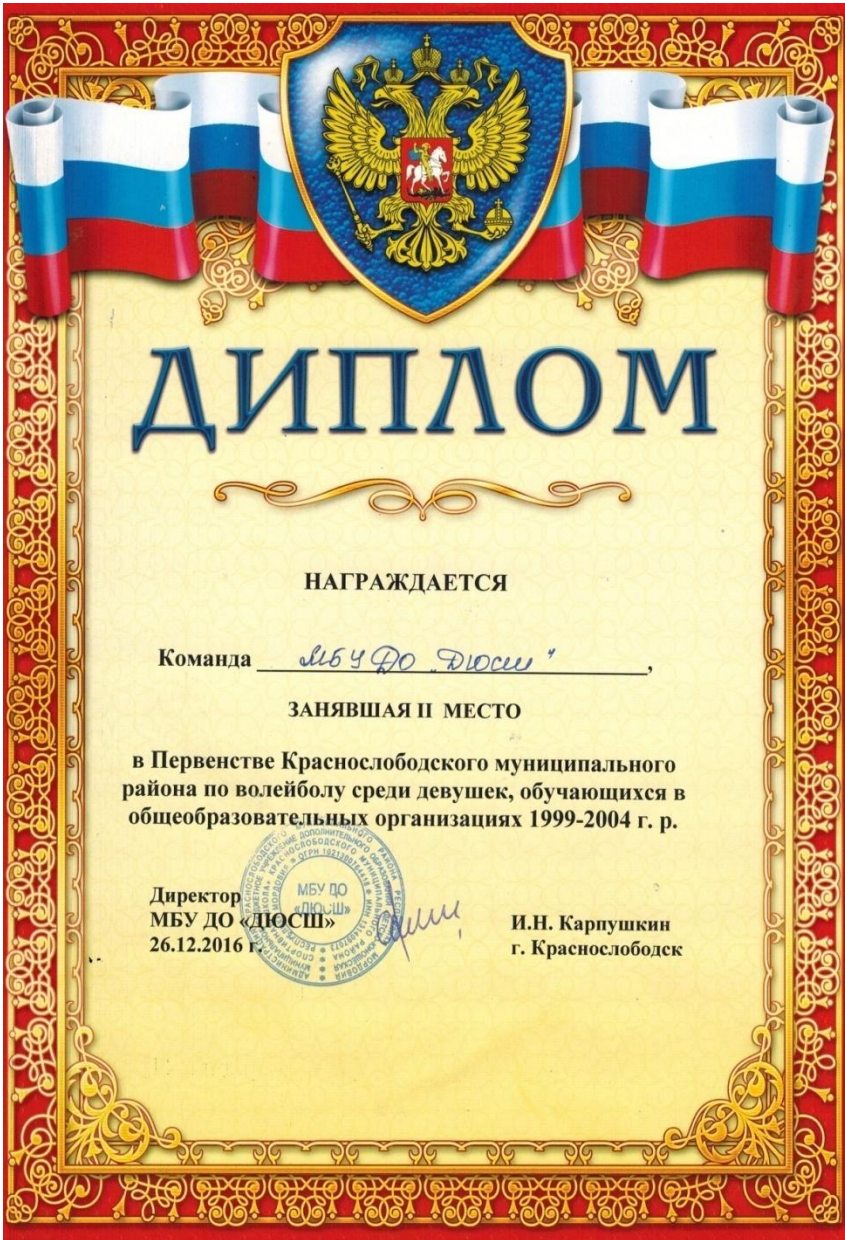 ДИПЛОМ
НАГРАЖДАЕТСЯ
Команда МБУ ДО "ДЮСШ",
ЗАНЯВШАЯ II МЕСТО
в Первенстве Краснослободского муниципального
района по волейболу среди девушек, обучающихся в
общеобразовательных организациях 1999-2004 г. р.
Директор
МБУ ДО «ДЮСШ»
26.12.2016 г.
И.Н. Карпушкин
г. Краснослободск
МБУ ДО
«ДЮСШ»